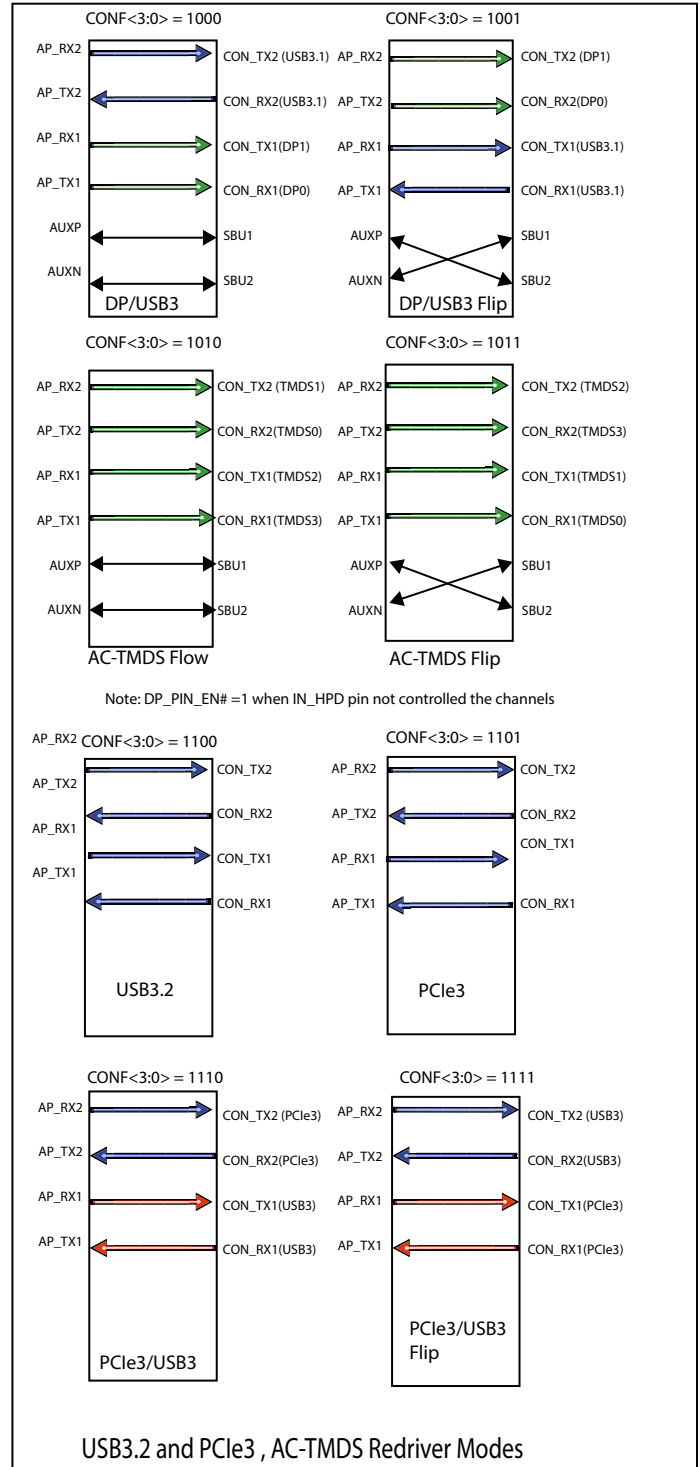 CONF<3:0> = 1000
AP_RX2
CON_TX2 (USB3.1)
AP_TX2
CON_RX2(USB3.1)
AP_RX1
CON_TX1(DP1)
AP_TX1
CON_RX1(DP0)
AUXP
SBU1
AUXN
SBU2
DP/USB3
CONF<3:0> = 1001
AP_RX2
CON_TX2 (DP1)
AP_TX2
CON_RX2(DP0)
AP_RX1
CON_TX1(USB3.1)
AP_TX1
CON_RX1(USB3.1)
AUXP
SBU1
AUXN
SBU2
DP/USB3 Flip
CONF<3:0> = 1010
AP_RX2
CON_TX2 (TMDS1)
AP_TX2
CON_RX2(TMDS0)
AP_RX1
CON_TX1(TMDS2)
AP_TX1
CON_RX1(TMDS3)
AUXP
SBU1
AUXN
SBU2
AC-TMDS Flow
CONF<3:0> = 1011
AP_RX2
CON_TX2 (TMDS2)
AP_TX2
CON_RX2(TMDS3)
AP_RX1
CON_TX1(TMDS1)
AP_TX1
CON_RX1(TMDS0)
AUXP
SBU1
AUXN
SBU2
AC-TMDS Flip
Note: DP_PIN_EN# =1 when IN_HPD pin not controlled the channels
CONF<3:0> = 1100
AP_RX2
CON_TX2
AP_TX2
CON_RX2
AP_RX1
CON_TX1
AP_TX1
CON_RX1
USB3.2
CONF<3:0> = 1101
AP_RX2
CON_TX2
AP_TX2
CON_RX2
AP_RX1
CON_TX1
AP_TX1
CON_RX1
PCIe3
CONF<3:0> = 1110
AP_RX2
CON_TX2 (PCIe3)
AP_TX2
CON_RX2(PCIe3)
AP_RX1
CON_TX1(USB3)
AP_TX1
CON_RX1(USB3)
PCIe3/USB3
CONF<3:0> = 1111
AP_RX2
CON_TX2 (USB3)
AP_TX2
CON_RX2(USB3)
AP_RX1
CON_TX1(PCIe3)
AP_TX1
CON_RX1(PCIe3)
PCIe3/USB3
Flip
USB3.2 and PCIe3 , AC-TMDS Redriver Modes